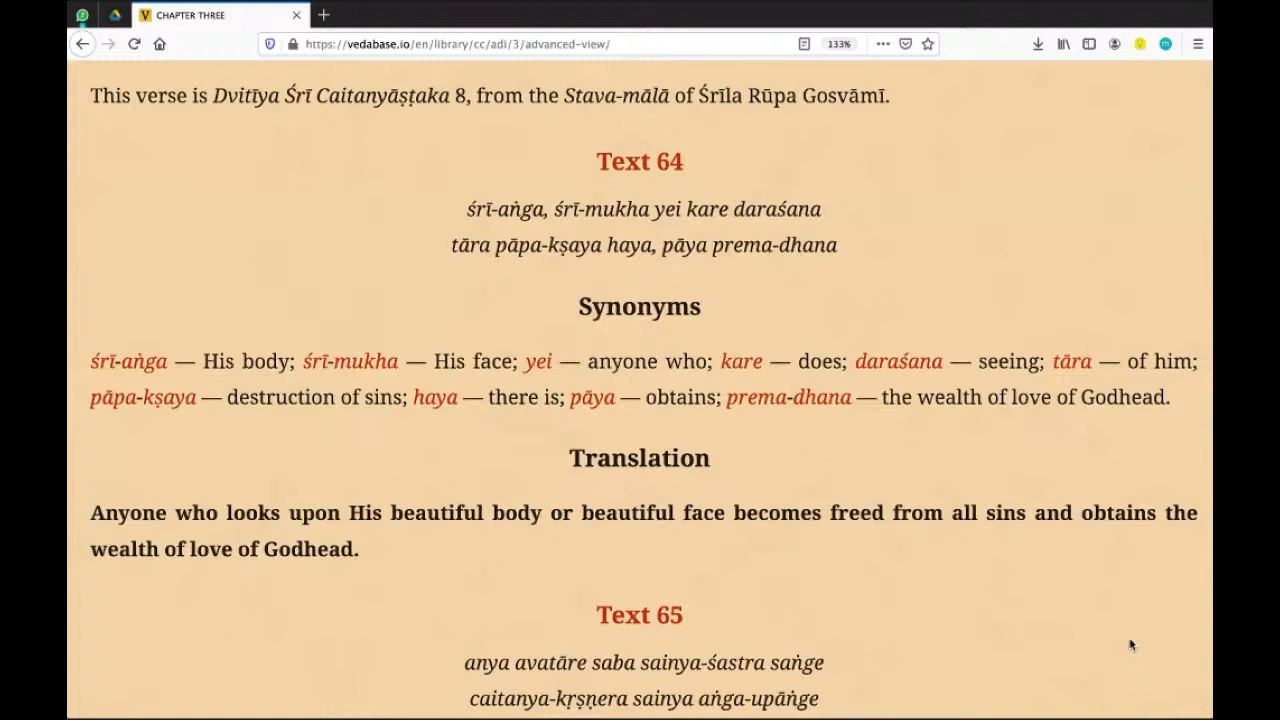 CHAPTER THREE
https://vedabase.io/en/library/cc/adi/3/advanced-view/
133%
This verse is Dvitīya Śrī Caitanyāṣṭaka 8, from the Stava-mālā of Śrīla Rūpa Gosvāmī.
Text 64
śrī-aṅga, śrī-mukha yei kare daraśana
tāra pāpa-kṣaya haya, pāya prema-dhana
Synonyms
śrī-aṅga — His body; śrī-mukha — His face; yei — anyone who; kare — does; daraśana — seeing; tāra — of him;
pāpa-kṣaya — destruction of sins; haya — there is; pāya — obtains; prema-dhana — the wealth of love of Godhead.
Translation
Anyone who looks upon His beautiful body or beautiful face becomes freed from all sins and obtains the
wealth of love of Godhead.
Text 65
anya avatāre saba sainya-śastra saṅge
caitanya-kṛṣṇera sainya aṅga-upāṅge